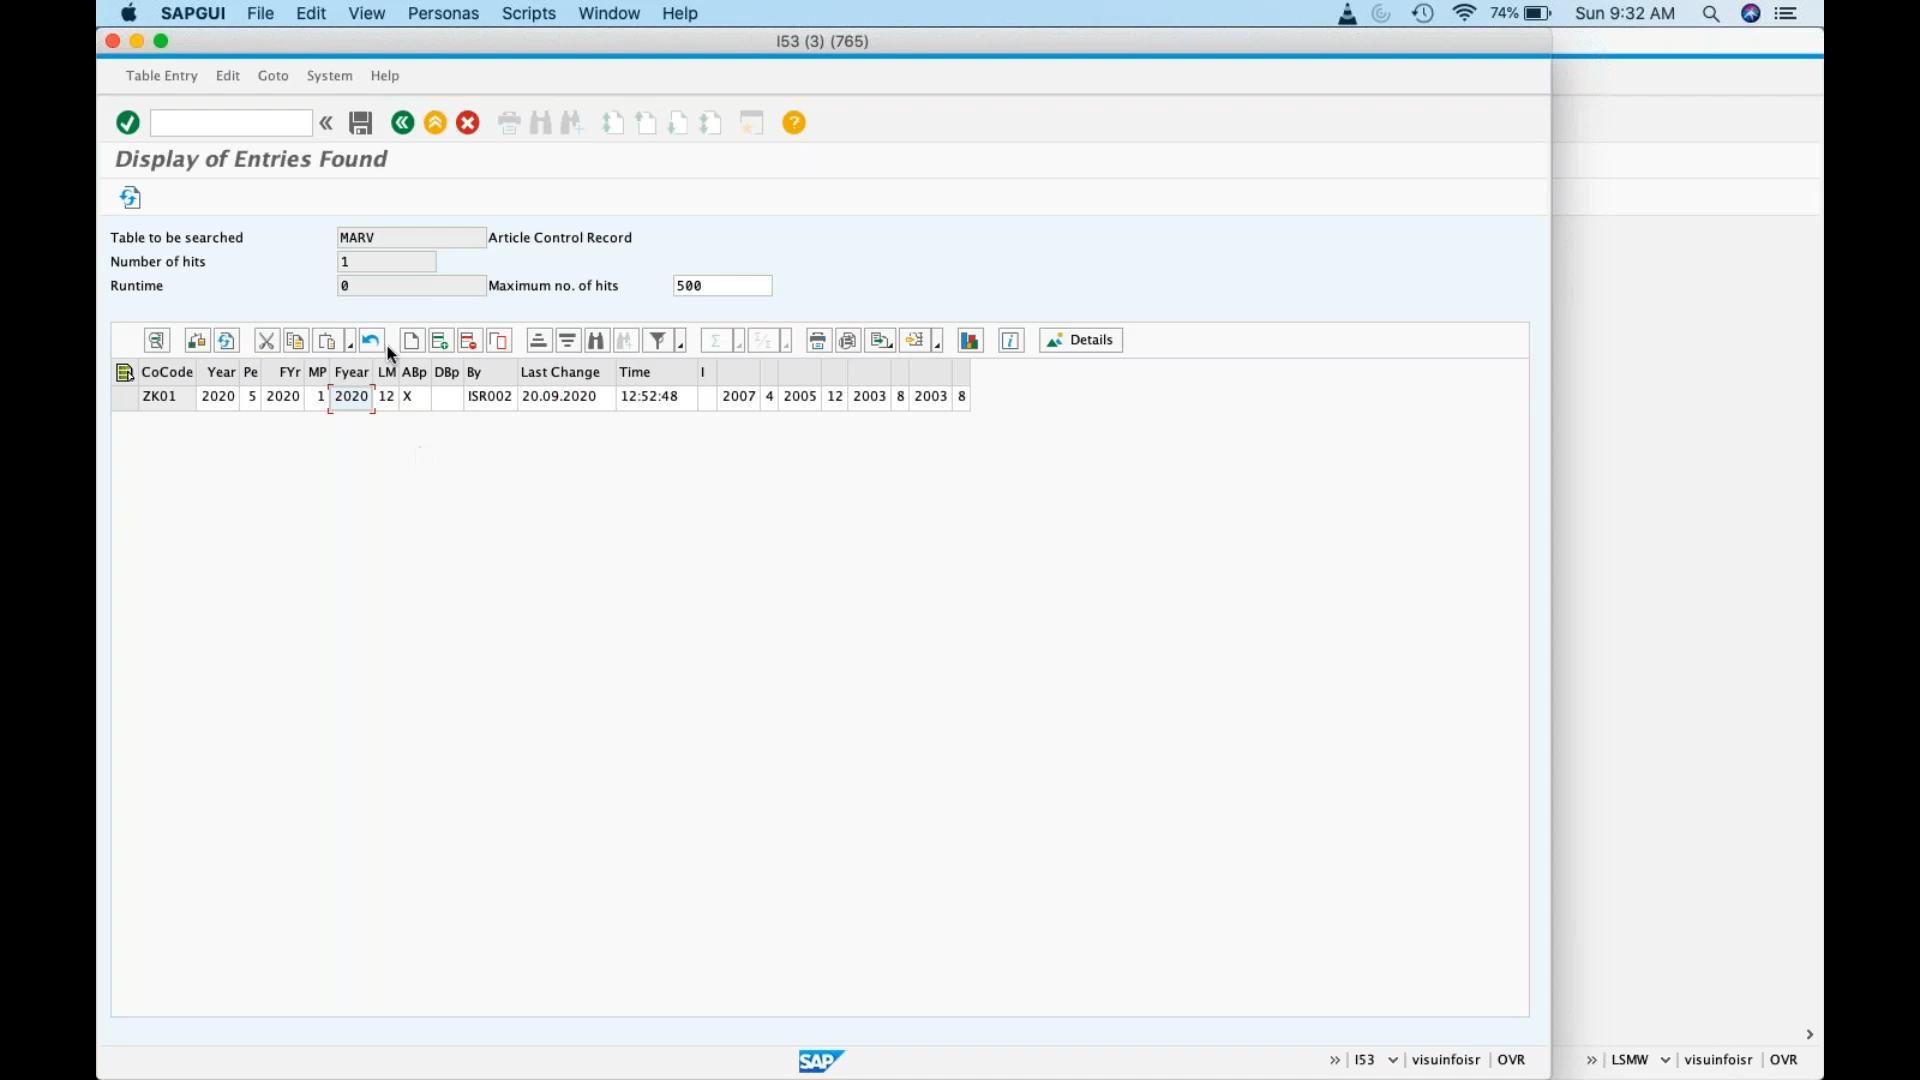 SAPGUI File Edit View Personas Scripts Window Help 74% Sun 9:32 AM
I53 (3) (765)
Table Entry Edit Goto System Help
Display of Entries Found
Table to be searched MARV Article Control Record
Number of hits 1
Runtime 0 Maximum no. of hits 500
Details
CoCode Year Pe FYr MP Fyear LM ABp DBp By Last Change Time I
ZK01 2020 5 2020 1 2020 12 X ISR002 20.09.2020 12:52:48 2007 4 2005 12 2003 8 2003 8
SAP I53 visuinfoisr OVR LSMW visuinfoisr OVR